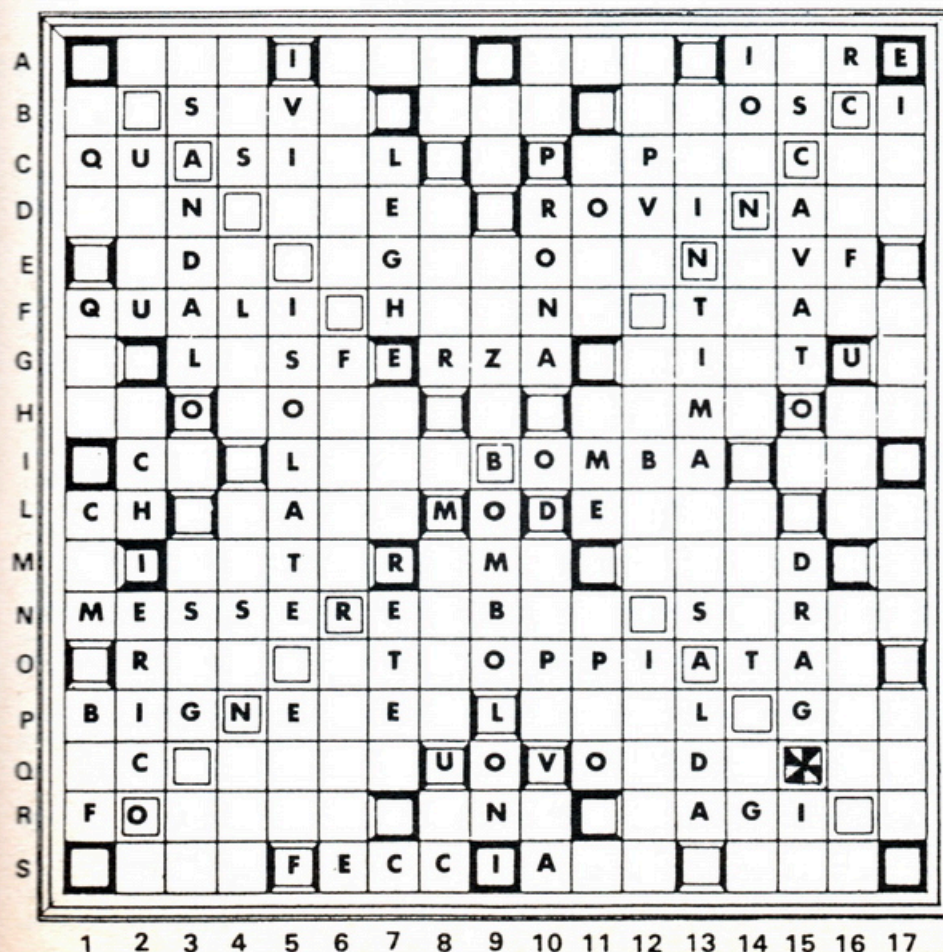 A I I R E
B S V O S C I
C Q U A S I L P P C
D N E R O V I N A
E D G O N V F
F Q U A L I H N T A
G L S F E R Z A I T U
H O O M O
I C L B O M B A
L C H A M O D E
M I T R M D
N M E S S E R E B S R
O R T O P P I A T A
P B I G N E E L L G
Q C U O V O D
R F O N A G I
S F E C C I A
1 2 3 4 5 6 7 8 9 10 11 12 13 14 15 16 17